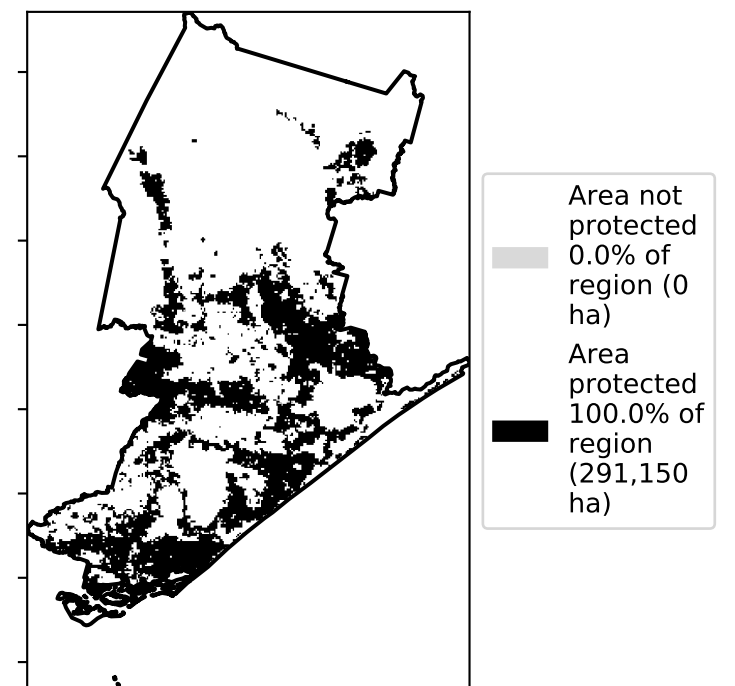 Area not
protected
0.0% of
region (0
ha)
Area
protected
100.0% of
region
(291,150
ha)